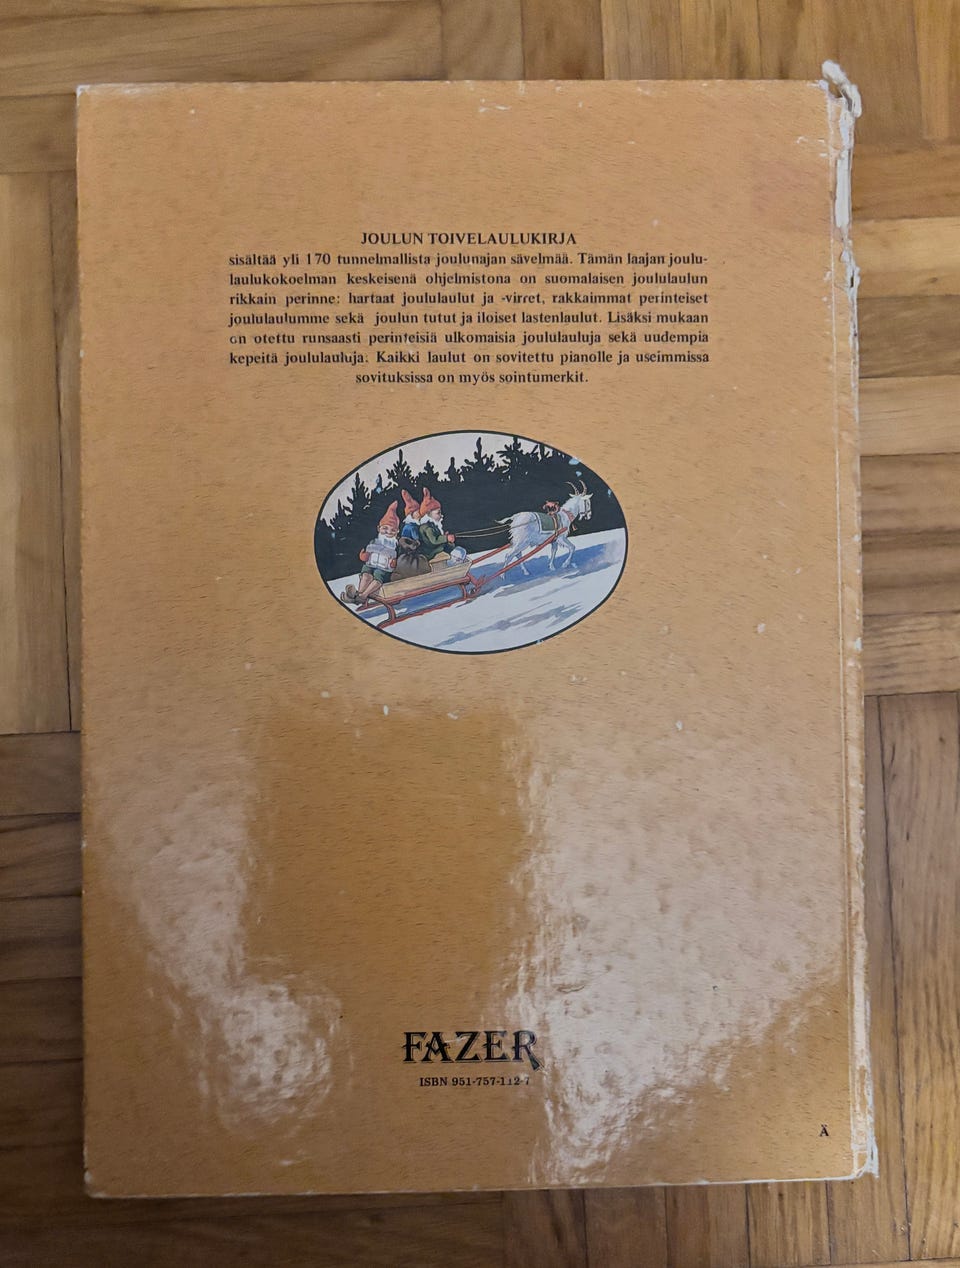 JOULUN TOIVELAULUKIRJA
sisältää yli 170 tunnelmallista joulunajan sävelmää. Tämän laajan joulu-
laulukokoelman keskeisenä ohjelmistona on suomalaisen joululaulun
rikkain perinne: hartaat joululaulut ja -virret, rakkaimmat perinteiset
joululaulumme sekä joulun tutut ja iloiset lastenlaulut. Lisäksi mukaan
on otettu runsaasti perinteisiä ulkomaisia joululauluja sekä uudempia
kepeitä joululauluja. Kaikki laulut on sovitettu pianolle ja useimmissa
sovituksissa on myös sointumerkit.
FAZER
ISBN 951-757-112-7
Ä